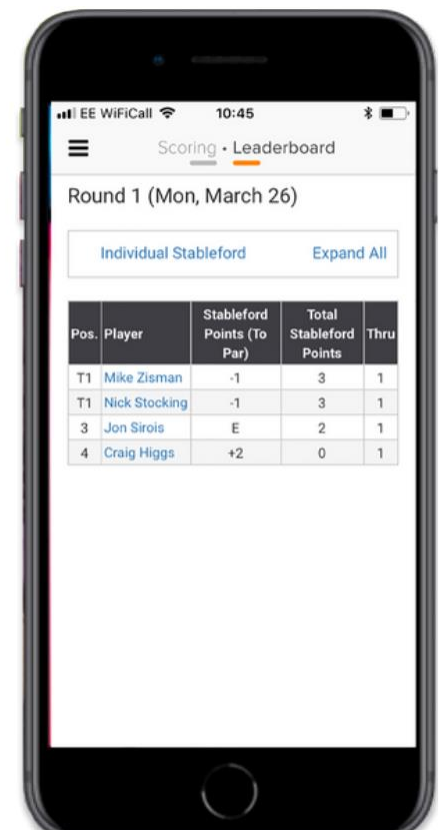 EE WiFiCall 10:45
Scoring • Leaderboard
Round 1 (Mon, March 26)
Individual Stableford Expand All
Pos. Player Stableford Points (To Par) Total Stableford Points Thru
T1 Mike Zisman -1 3 1
T1 Nick Stocking -1 3 1
3 Jon Sirois E 2 1
4 Craig Higgs +2 0 1